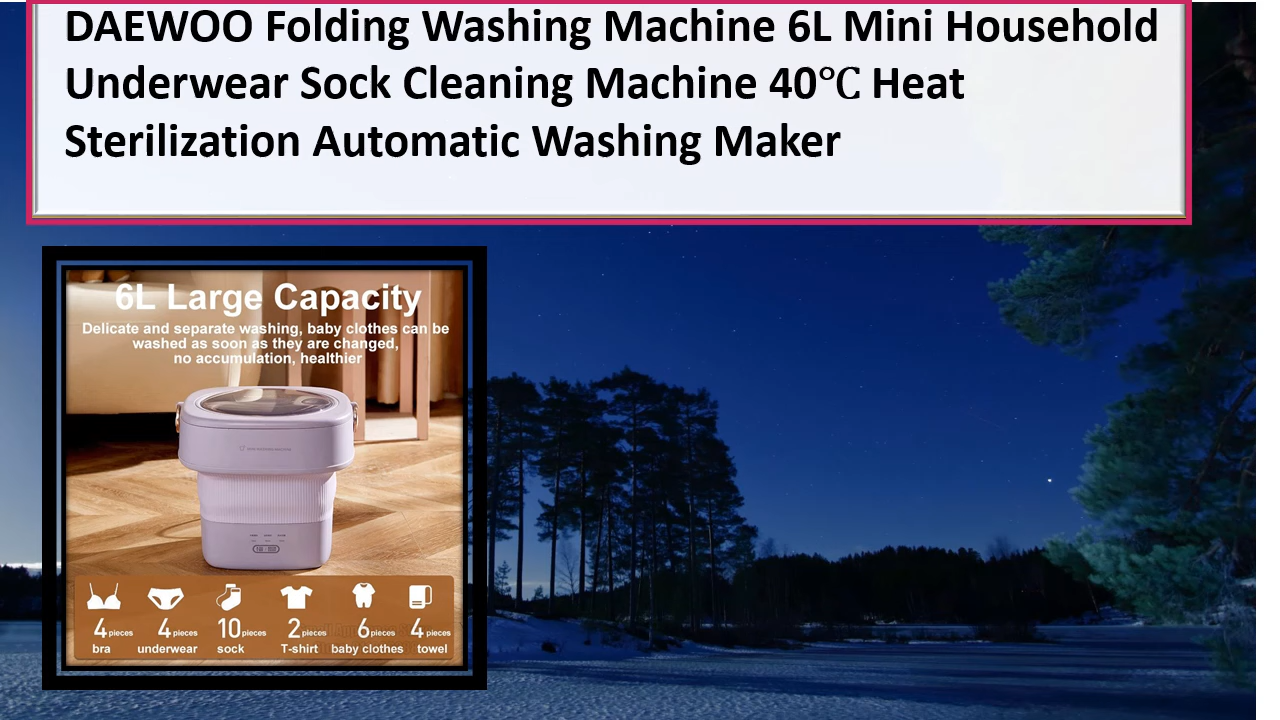 DAEWOO Folding Washing Machine 6L Mini Household
Underwear Sock Cleaning Machine 40℃ Heat
Sterilization Automatic Washing Maker
6L Large Capacity
Delicate and separate washing, baby clothes can be
washed as soon as they are changed,
no accumulation, healthier
4 pieces 4 pieces 10 pieces 2 pieces 6 pieces 4 pieces
bra underwear sock T-shirt baby clothes towel